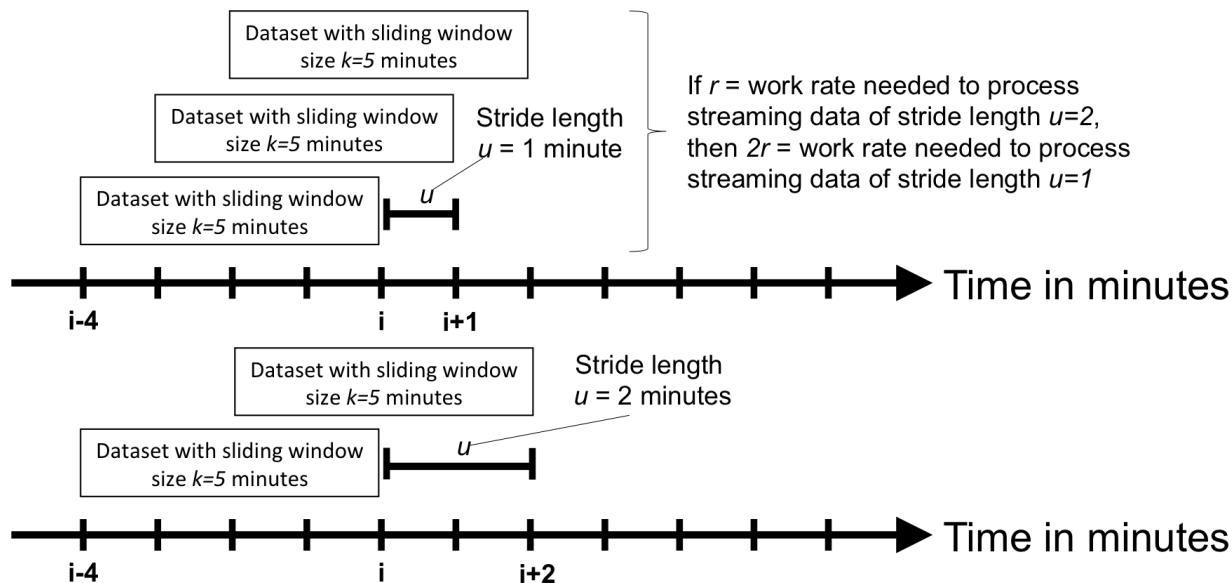 Dataset with sliding window
size k=5 minutes
Dataset with sliding window
size k=5 minutes
Stride length
u = 1 minute
Dataset with sliding window
size k=5 minutes
u
If r = work rate needed to process
streaming data of stride length u=2,
then 2r = work rate needed to process
streaming data of stride length u=1
Time in minutes
i-4
i
i+1
Dataset with sliding window
size k=5 minutes
Stride length
u = 2 minutes
Dataset with sliding window
size k=5 minutes
u
Time in minutes
i-4
i
i+2